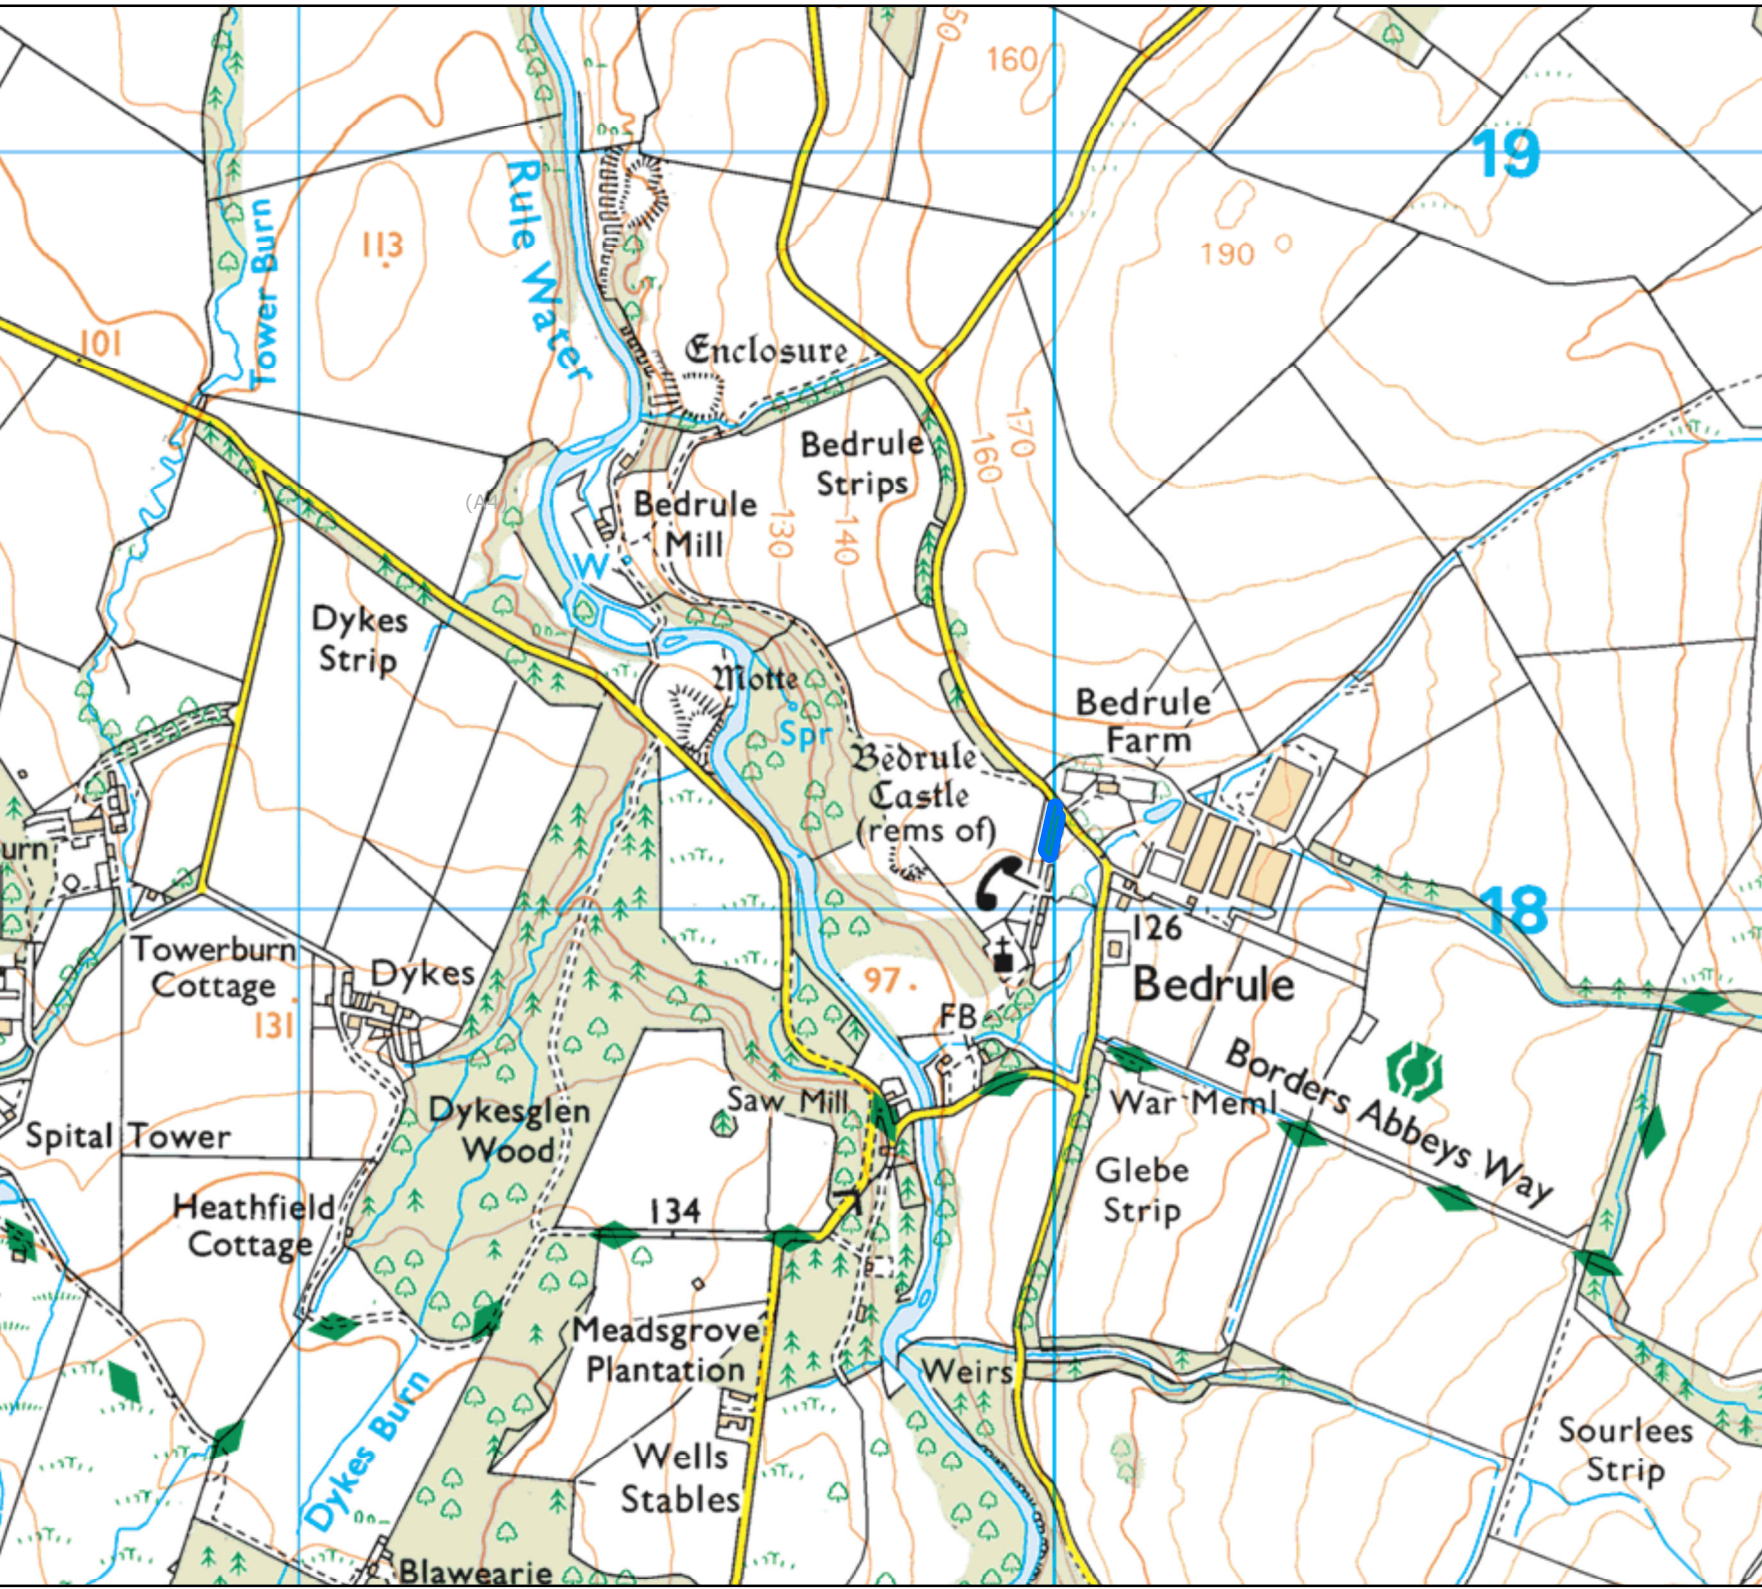 50
160
19
Rule Water
Tower Burn
113
190
101
Enclosure
170
160
Bedrule
Strips
(A4)
Bedrule
Mill
130
140
W
Dykes
Strip
Motte
Spr
Bedrule
Farm
Bedrule
Castle
(rems of)
urn
18
126
Towerburn
Cottage
Dykes
131
97
Bedrule
FB
Borders Abbeys Way
Saw Mill
War Meml
Dykesglen
Wood
Spital Tower
Glebe
Strip
Heathfield
Cottage
134
Meadsgrove
Plantation
Weirs
Dykes Burn
Wells
Stables
Sourlees
Strip
Blawearie